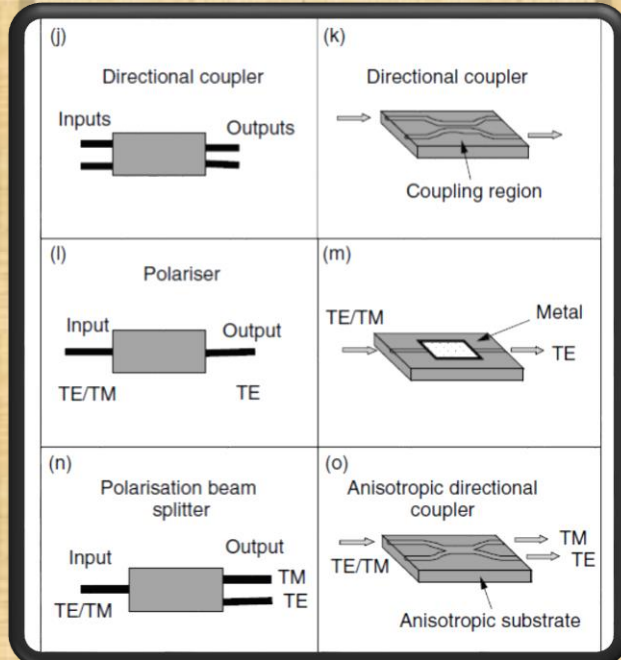 (j)
Directional coupler
Inputs
Outputs
(k)
Directional coupler
Coupling region
(l)
Polariser
Input
Output
TE/TM
TE
(m)
TE/TM
Metal
TE
(n)
Polarisation beam
splitter
Input
Output
TM
TE/TM
TE
(o)
Anisotropic directional
coupler
TM
TE/TM
TE
Anisotropic substrate